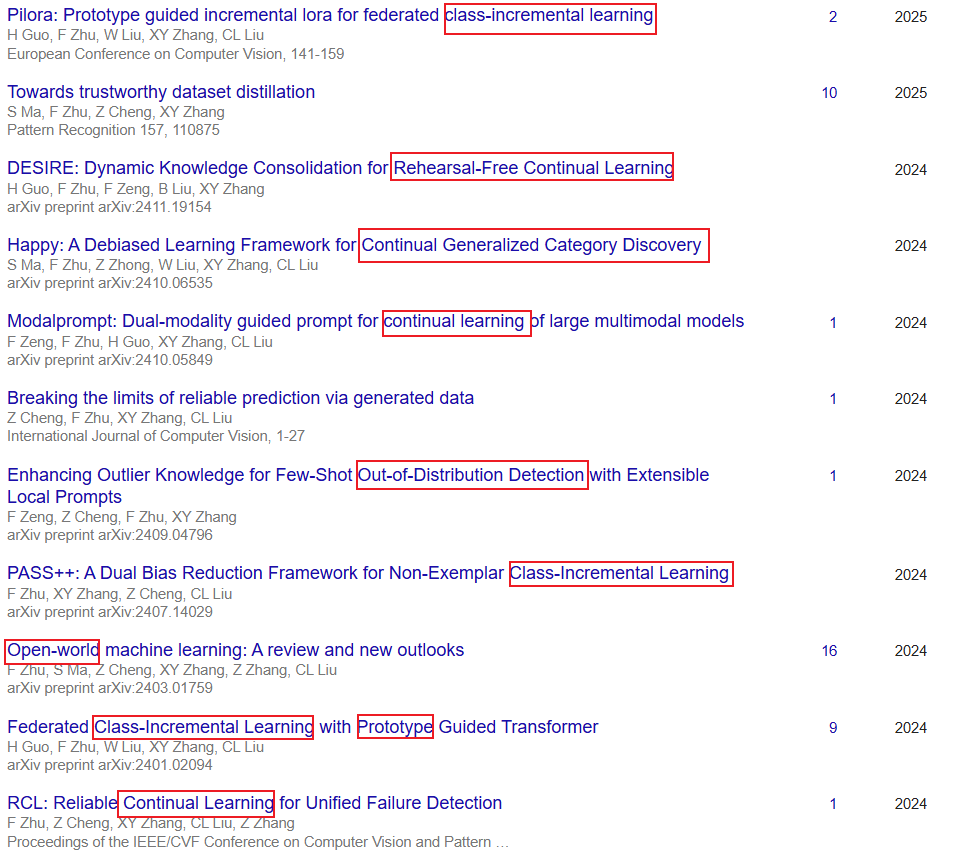 Pilora: Prototype guided incremental lora for federated class-incremental learning 2 2025
H Guo, F Zhu, W Liu, XY Zhang, CL Liu
European Conference on Computer Vision, 141-159
Towards trustworthy dataset distillation 10 2025
S Ma, F Zhu, Z Cheng, XY Zhang
Pattern Recognition 157, 110875
DESIRE: Dynamic Knowledge Consolidation for Rehearsal-Free Continual Learning 2024
H Guo, F Zhu, F Zeng, B Liu, XY Zhang
arXiv preprint arXiv:2411.19154
Happy: A Debiased Learning Framework for Continual Generalized Category Discovery 2024
S Ma, F Zhu, Z Zhong, W Liu, XY Zhang, CL Liu
arXiv preprint arXiv:2410.06535
Modalprompt: Dual-modality guided prompt for continual learning of large multimodal models 1 2024
F Zeng, F Zhu, H Guo, XY Zhang, CL Liu
arXiv preprint arXiv:2410.05849
Breaking the limits of reliable prediction via generated data 1 2024
Z Cheng, F Zhu, XY Zhang, CL Liu
International Journal of Computer Vision, 1-27
Enhancing Outlier Knowledge for Few-Shot Out-of-Distribution Detection with Extensible 1 2024
Local Prompts
F Zeng, Z Cheng, F Zhu, XY Zhang
arXiv preprint arXiv:2409.04796
PASS++: A Dual Bias Reduction Framework for Non-Exemplar Class-Incremental Learning 2024
F Zhu, XY Zhang, Z Cheng, CL Liu
arXiv preprint arXiv:2407.14029
Open-world machine learning: A review and new outlooks 16 2024
F Zhu, S Ma, Z Cheng, XY Zhang, Z Zhang, CL Liu
arXiv preprint arXiv:2403.01759
Federated Class-Incremental Learning with Prototype Guided Transformer 9 2024
H Guo, F Zhu, W Liu, XY Zhang, CL Liu
arXiv preprint arXiv:2401.02094
RCL: Reliable Continual Learning for Unified Failure Detection 1 2024
F Zhu, Z Cheng, XY Zhang, CL Liu, Z Zhang
Proceedings of the IEEE/CVF Conference on Computer Vision and Pattern …